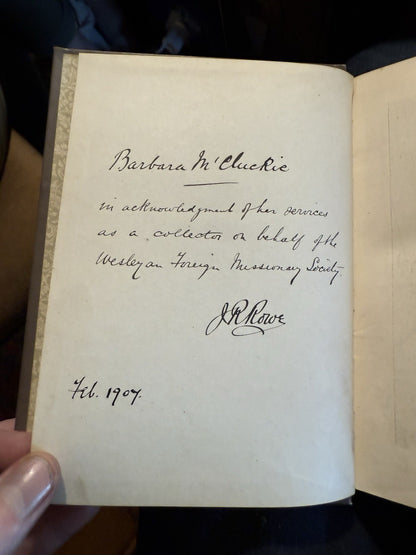 Barbara M'Cluckie
in acknowledgment of her services
as a collector on behalf of the
Wesleyan Foreign Missionary Society.
J R Rowe
Feb. 1907.